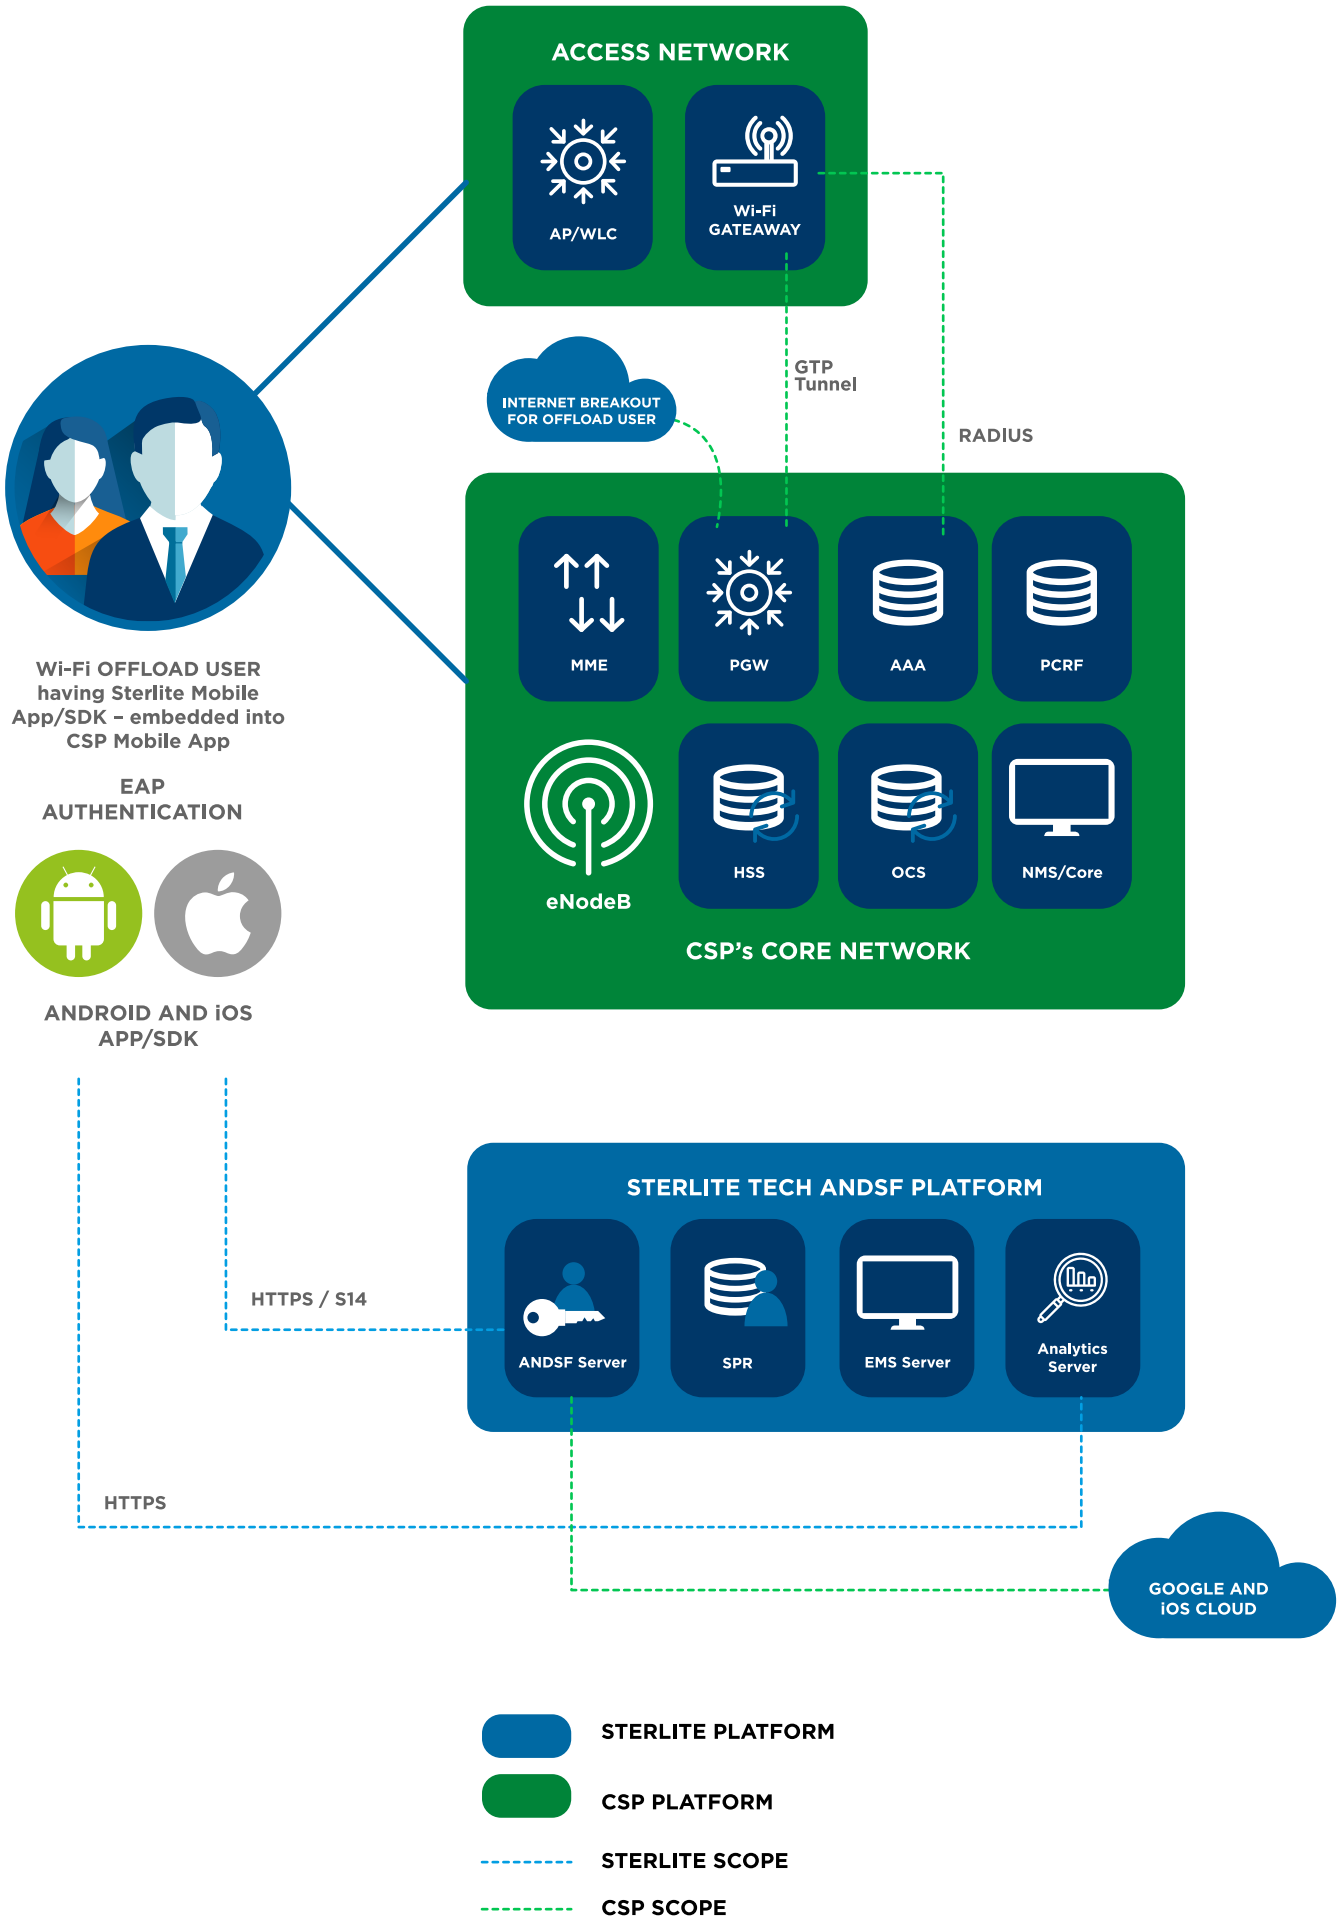 ACCESS NETWORK
AP/WLC
Wi-Fi
GATEAWAY
GTP
Tunnel
INTERNET BREAKOUT
FOR OFFLOAD USER
RADIUS
MME
PGW
AAA
PCRF
eNodeB
HSS
OCS
NMS/Core
CSP's CORE NETWORK
Wi-Fi OFFLOAD USER
having Sterlite Mobile
App/SDK – embedded into
CSP Mobile App
EAP
AUTHENTICATION
ANDROID AND iOS
APP/SDK
STERLITE TECH ANDSF PLATFORM
HTTPS / S14
ANDSF Server
SPR
EMS Server
Analytics
Server
HTTPS
GOOGLE AND
iOS CLOUD
STERLITE PLATFORM
CSP PLATFORM
STERLITE SCOPE
CSP SCOPE